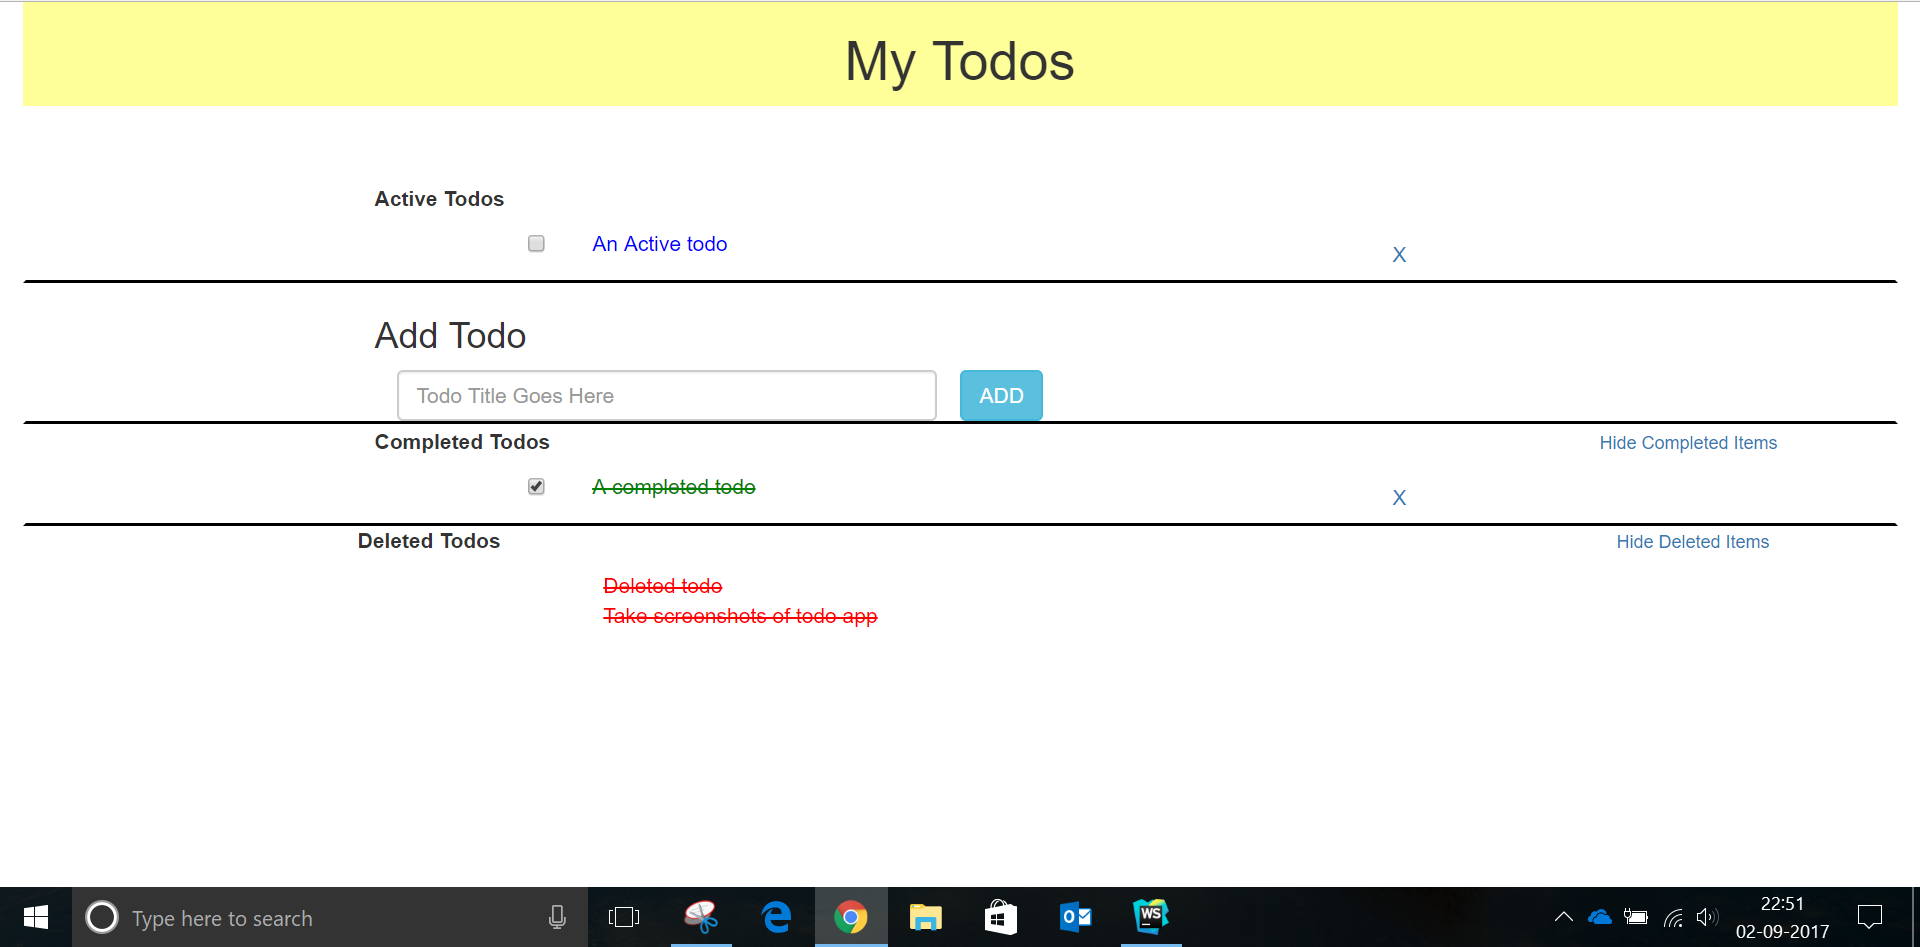 My Todos
Active Todos
An Active todo
X
Add Todo
Todo Title Goes Here
ADD
Completed Todos
Hide Completed Items
A completed todo
X
Deleted Todos
Hide Deleted Items
Deleted todo
Take screenshots of todo app
Type here to search
WS
22:51
02-09-2017